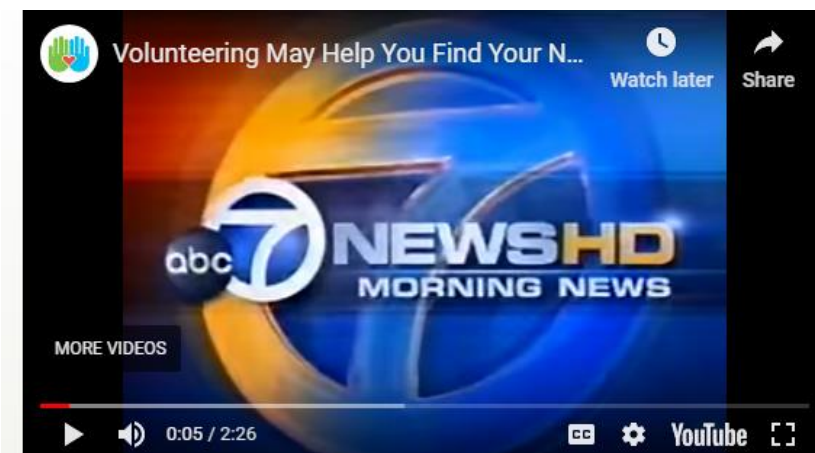 Volunteering May Help You Find Your N...
Watch later
Share
abc 7 NEWSHD
MORNING NEWS
MORE VIDEOS
0:05 / 2:26
CC
YouTube